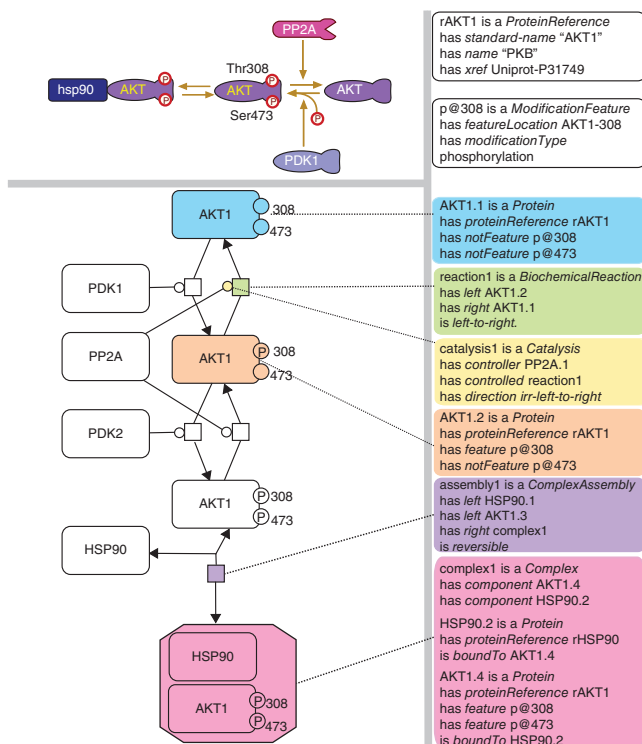 PP2A
Thr308
hsp90
AKT
P
P
AKT
P
P
AKT
Ser473
P
PDK1
AKT1
308
473
PDK1
PP2A
AKT1
P
308
473
PDK2
AKT1
P
308
P
473
HSP90
HSP90
AKT1
P
308
P
473
rAKT1 is a ProteinReference
has standard-name “AKT1”
has name “PKB”
has xref Uniprot-P31749
p@308 is a ModificationFeature
has featureLocation AKT1-308
has modificationType
phosphorylation
AKT1.1 is a Protein
has proteinReference rAKT1
has notFeature p@308
has notFeature p@473
reaction1 is a BiochemicalReaction
has left AKT1.2
has right AKT1.1
is left-to-right.
catalysis1 is a Catalysis
has controller PP2A.1
has controlled reaction1
has direction irr-left-to-right
AKT1.2 is a Protein
has proteinReference rAKT1
has feature p@308
has notFeature p@473
assembly1 is a ComplexAssembly
has left HSP90.1
has left AKT1.3
has right complex1
is reversible
complex1 is a Complex
has component AKT1.4
has component HSP90.2
HSP90.2 is a Protein
has proteinReference rHSP90
is boundTo AKT1.4
AKT1.4 is a Protein
has proteinReference rAKT1
has feature p@308
has feature p@473
is boundTo HSP90.2